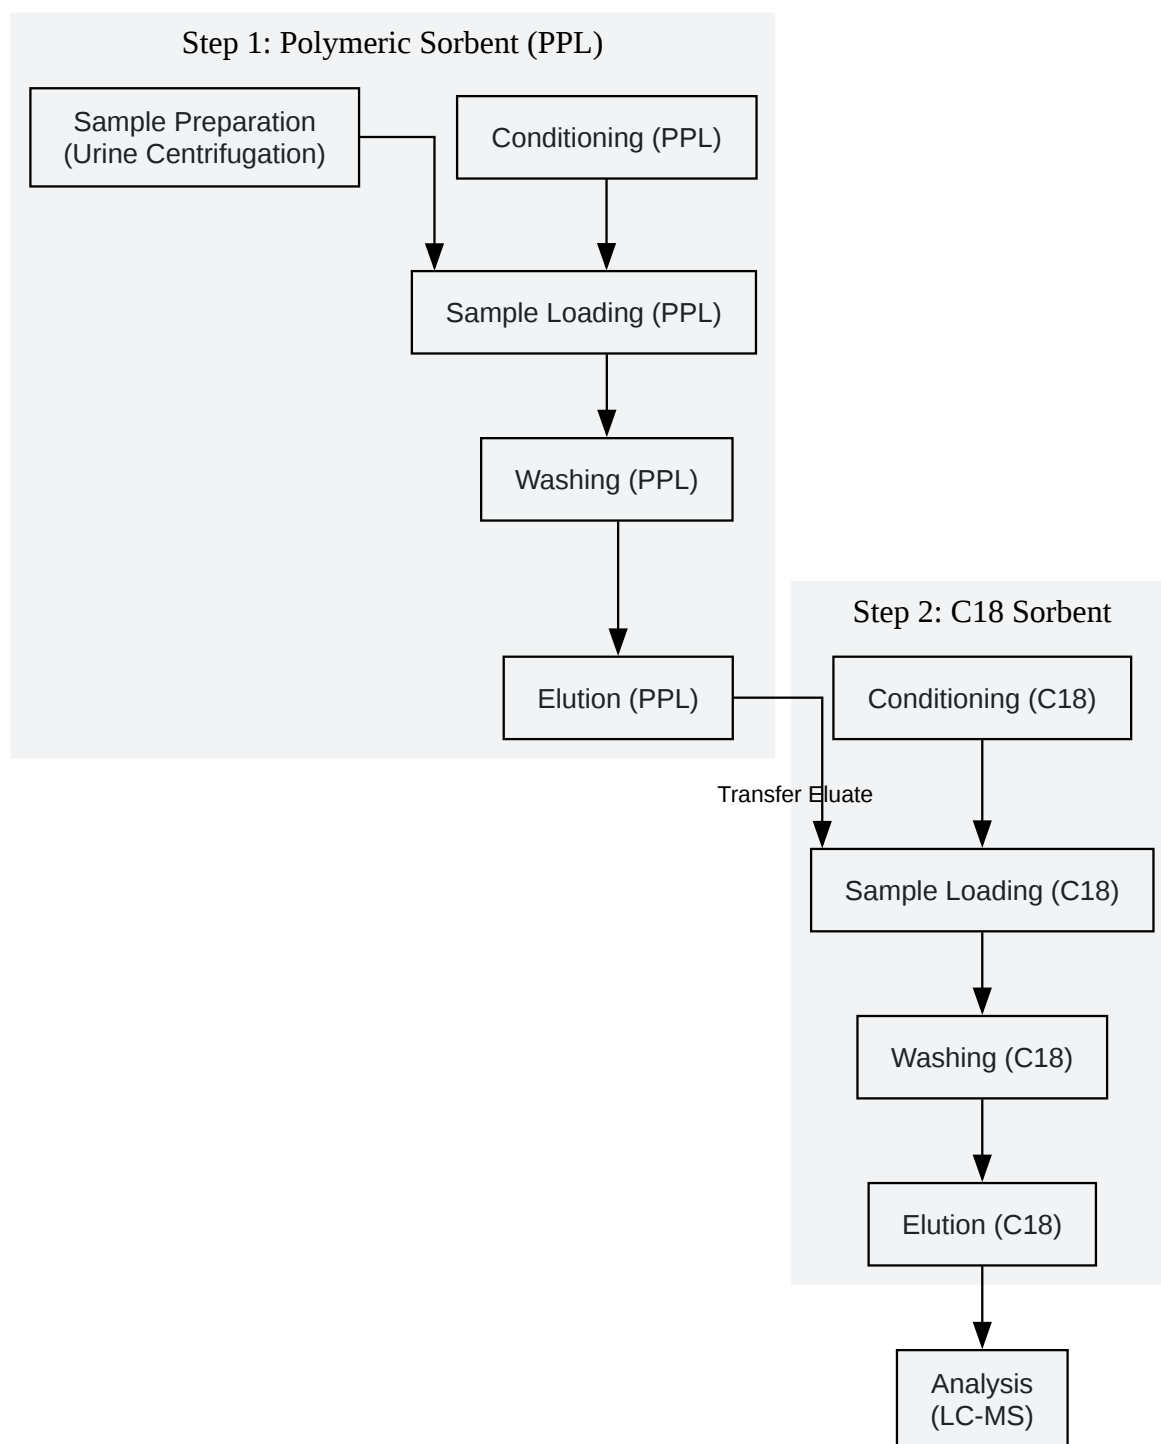 Step 1: Polymeric Sorbent (PPL)
Sample Preparation
(Urine Centrifugation)
Conditioning (PPL)
Sample Loading (PPL)
Washing (PPL)
Elution (PPL)
Transfer Eluate
Step 2: C18 Sorbent
Conditioning (C18)
Sample Loading (C18)
Washing (C18)
Elution (C18)
Analysis
(LC-MS)